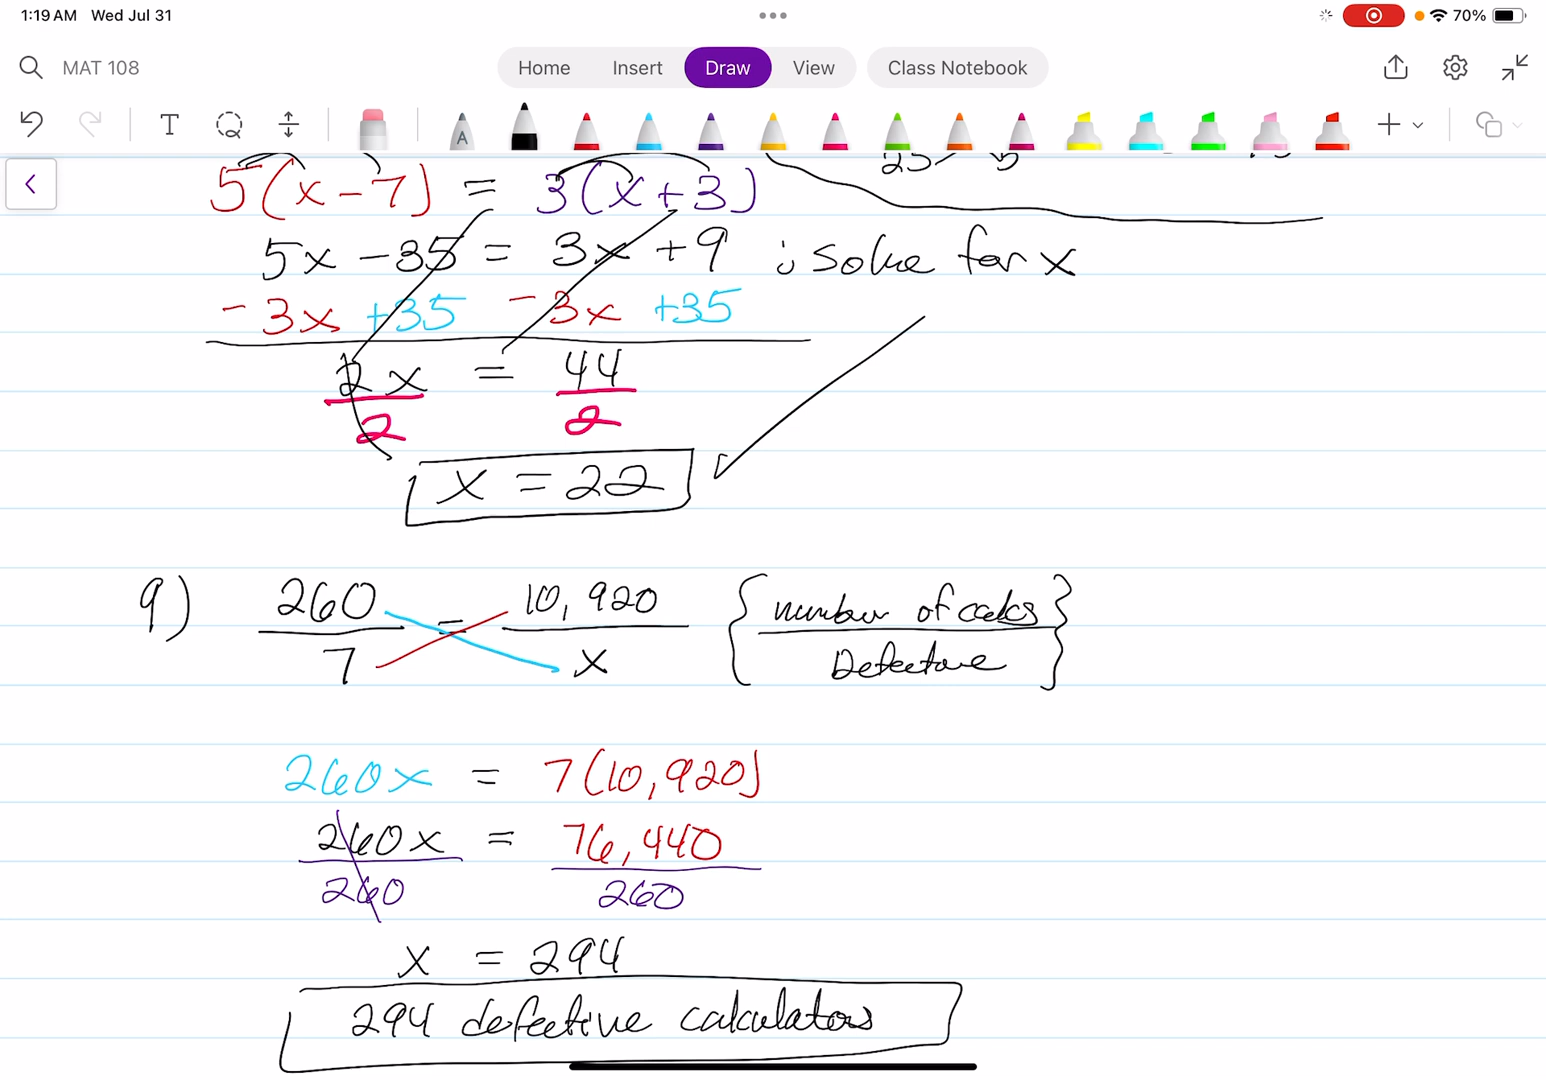 1:19 AM Wed Jul 31
70%
MAT 108
Home Insert Draw View Class Notebook
T A
5(x-7) = 3(x+3)
5x -35 = 3x +9 ; solve for x
-3x +35 -3x +35
2x = 44
2 2
x = 22
9) 260 = 10,920 { number of calcs }
7 x Defective
260x = 7(10,920)
260x = 76,440
260 260
x = 294
294 defective calculators